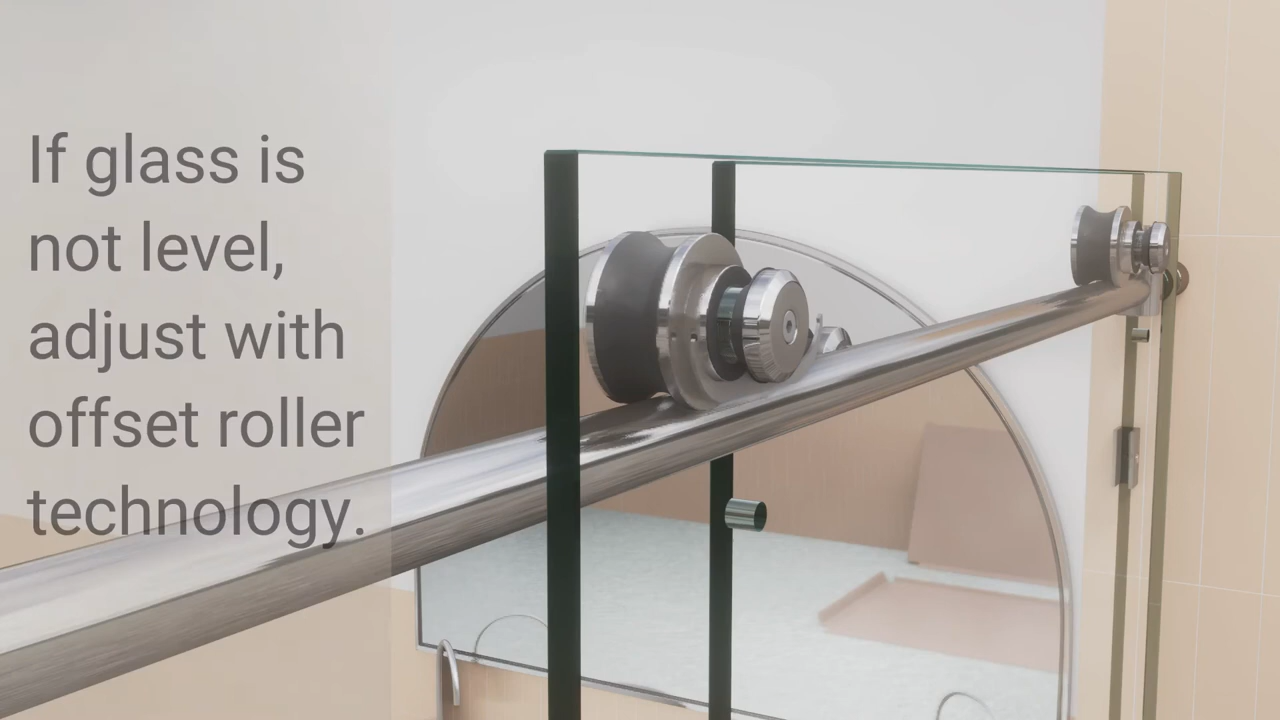 If glass is
not level,
adjust with
offset roller
technology.